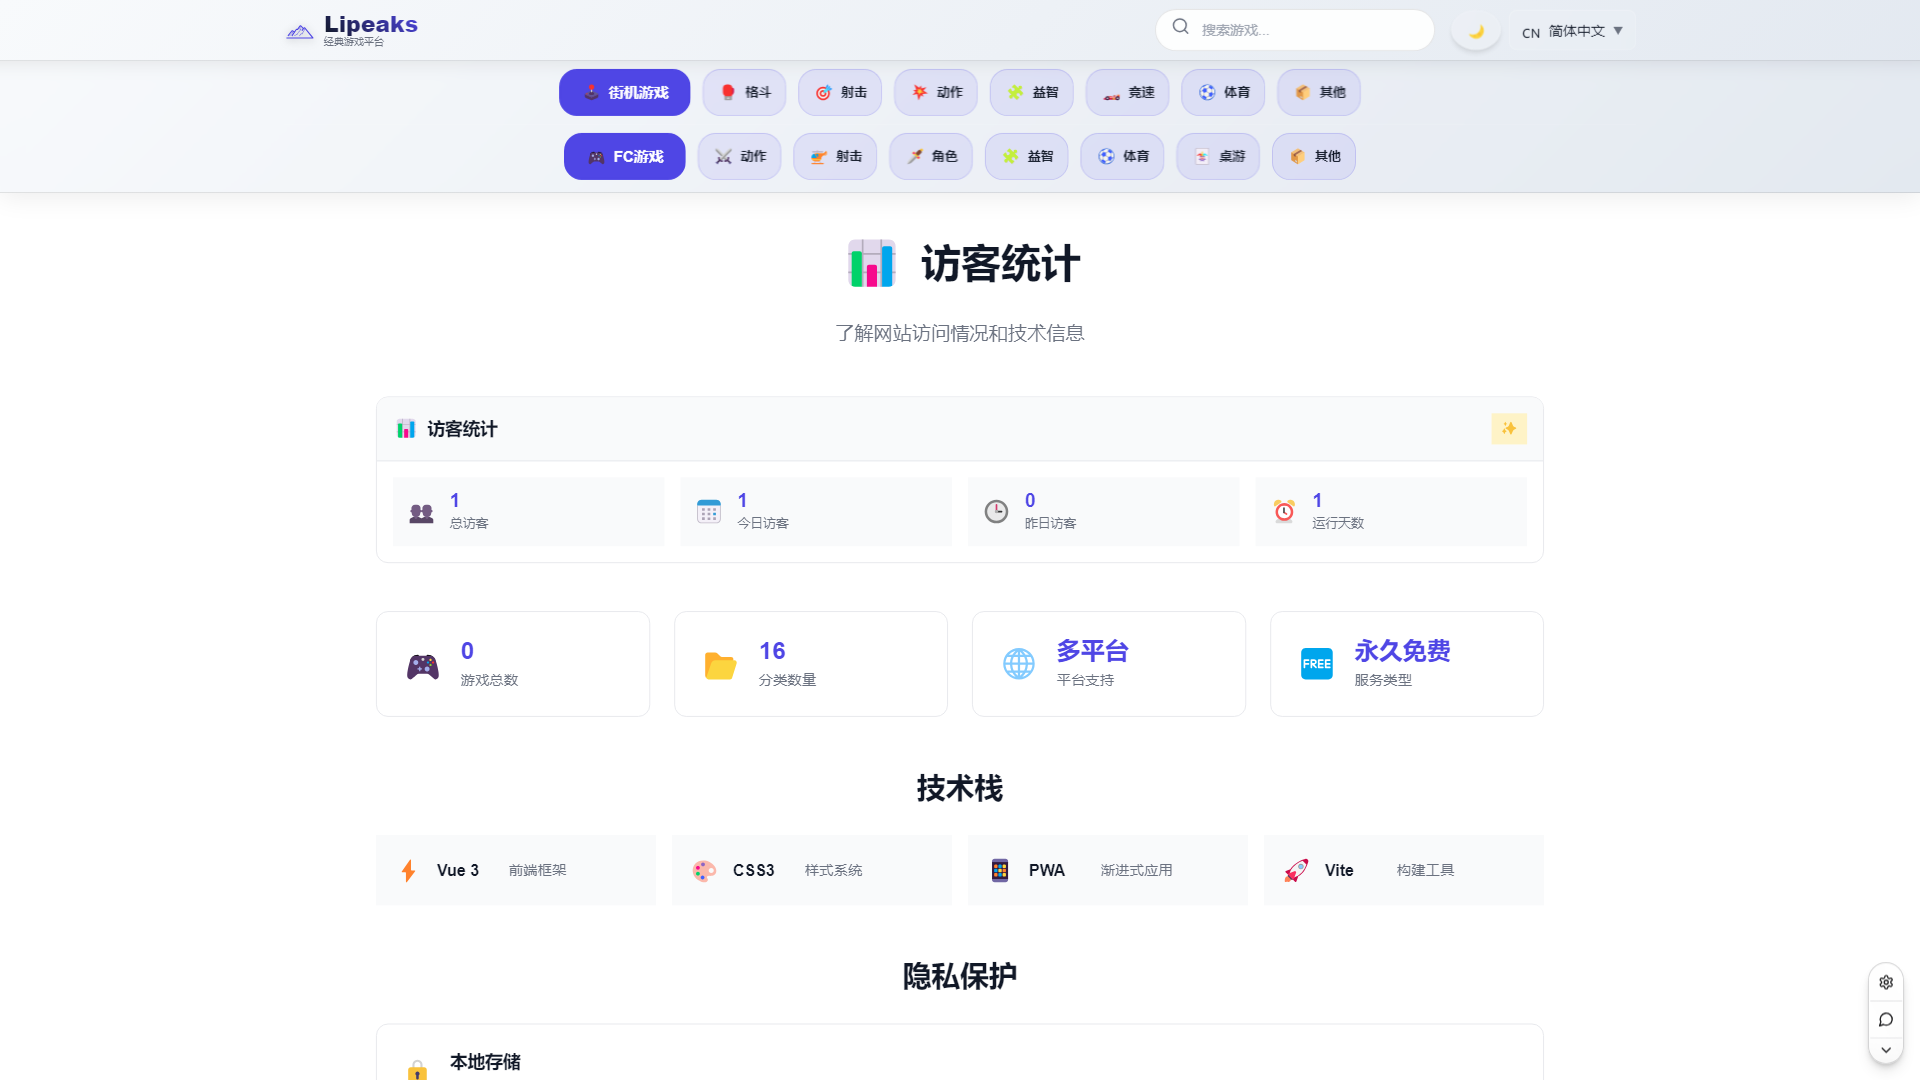 Lipeaks
经典游戏平台
搜索游戏...
CN 简体中文 ▼
街机游戏 格斗 射击 动作 益智 竞速 体育 其他
FC游戏 动作 射击 角色 益智 体育 桌游 其他
访客统计
了解网站访问情况和技术信息
访客统计
1
总访客
1
今日访客
0
昨日访客
1
运行天数
0
游戏总数
16
分类数量
多平台
平台支持
FREE
永久免费
服务类型
技术栈
Vue 3 前端框架
CSS3 样式系统
PWA 渐进式应用
Vite 构建工具
隐私保护
本地存储